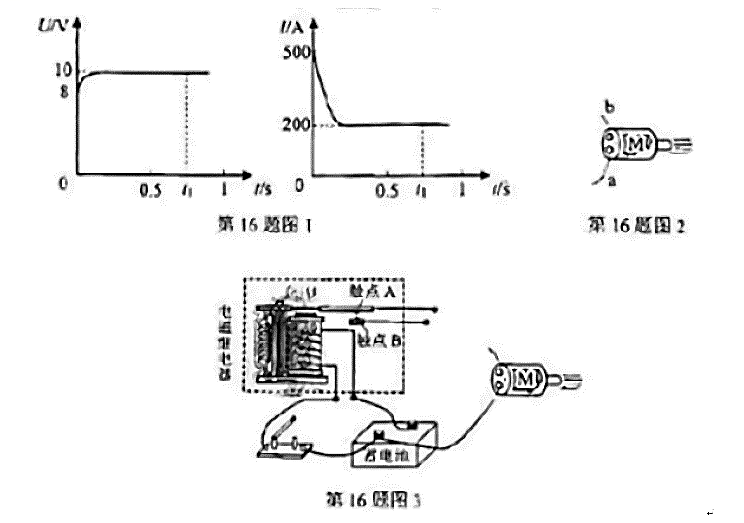 U/V
10
8
0
0.5
t₁
1
t/s
I/A
500
200
0
0.5
t₁
1
t/s
第16题图1
b
M
a
第16题图2
电磁继电器
触点A
触点B
M
蓄电池
第16题图3